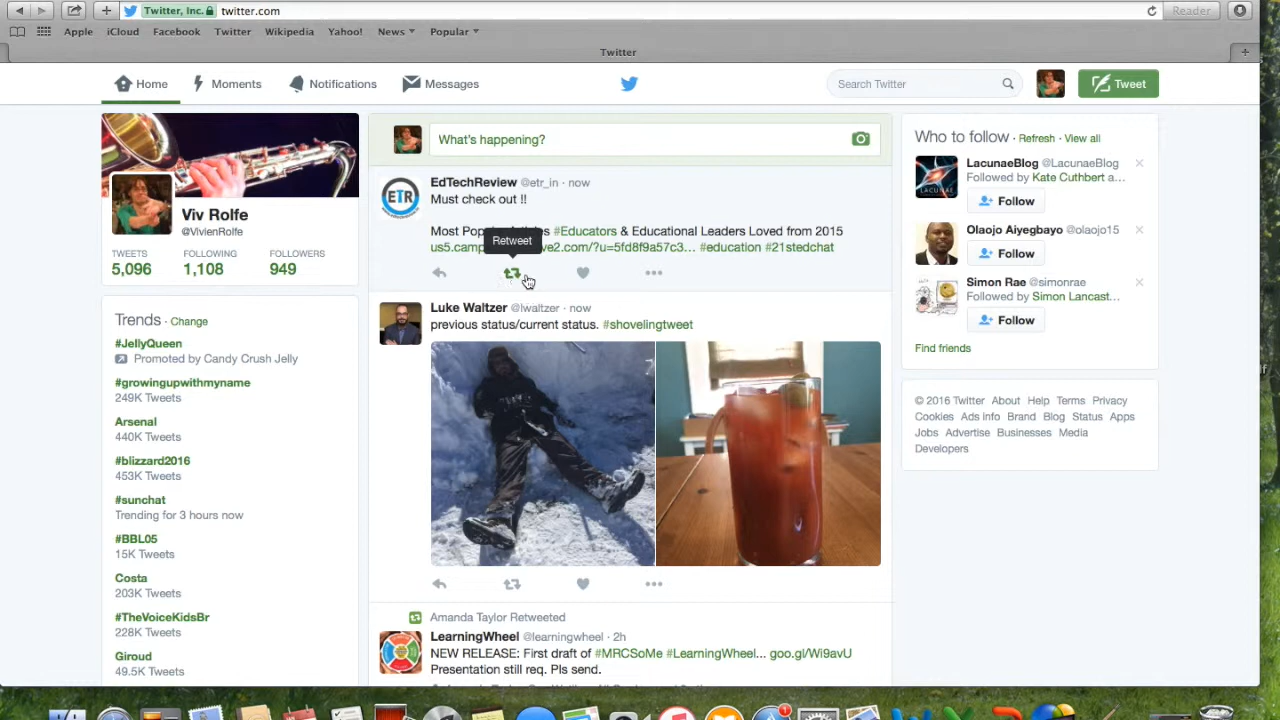 Twitter, Inc. twitter.com Reader
Apple iCloud Facebook Twitter Wikipedia Yahoo! News Popular
Twitter
Home Moments Notifications Messages Search Twitter Tweet
Viv Rolfe
@VivienRolfe
TWEETS FOLLOWING FOLLOWERS
5,096 1,108 949
Trends · Change
#JellyQueen
Promoted by Candy Crush Jelly
#growingupwithmyname
249K Tweets
Arsenal
440K Tweets
#blizzard2016
453K Tweets
#sunchat
Trending for 3 hours now
#BBL05
15K Tweets
Costa
203K Tweets
#TheVoiceKidsBr
228K Tweets
Giroud
49.5K Tweets
What's happening?
ETR
EdTechReview @etr_in · now
Must check out !!
Most #Educators & Educational Leaders Loved from 2015
ve2.com/?u=5fd8f9a57c3... #education #21stedchat
Retweet
Luke Waltzer @lwaltzer · now
previous status/current status. #shovelingtweet
Amanda Taylor Retweeted
LearningWheel @learningwheel · 2h
NEW RELEASE: First draft of #MRCSoMe #LearningWheel... goo.gl/Wi9avU
Presentation still req. Pls send.
Who to follow · Refresh · View all
LACUNAE
LacunaeBlog @LacunaeBlog
Followed by Kate Cuthbert a...
Follow
Olaojo Aiyegbayo @olaojo15
Follow
Simon Rae @simonrae
Followed by Simon Lancast...
Follow
Find friends
© 2016 Twitter About Help Terms Privacy
Cookies Ads info Brand Blog Status Apps
Jobs Advertise Businesses Media
Developers